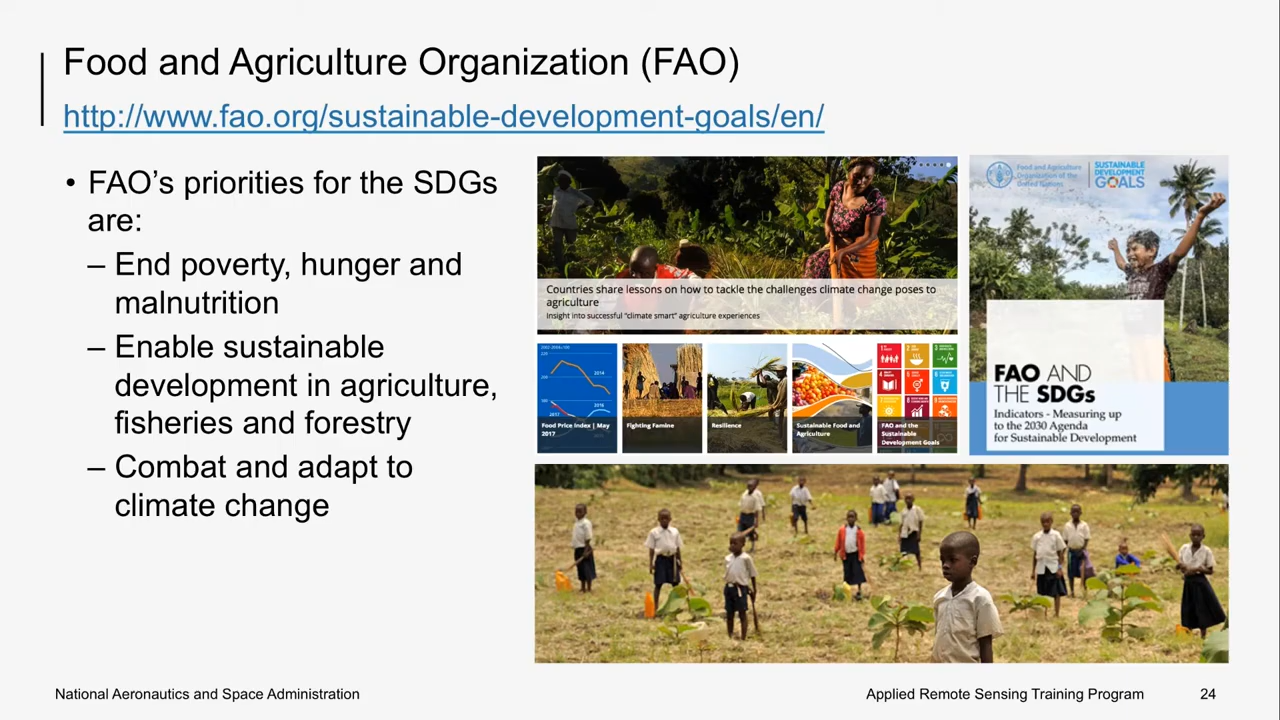 Food and Agriculture Organization (FAO)
http://www.fao.org/sustainable-development-goals/en/
• FAO’s priorities for the SDGs
are:
– End poverty, hunger and
malnutrition
– Enable sustainable
development in agriculture,
fisheries and forestry
– Combat and adapt to
climate change
Countries share lessons on how to tackle the challenges climate change poses to
agriculture
Insight into successful "climate smart" agriculture experiences
2014
2016
2017
Food Price Index | May
2017
Fighting Famine
Resilience
Sustainable Food and
Agriculture
FAO and the
Sustainable
Development Goals
Food and Agriculture
Organization of the
United Nations
SUSTAINABLE
DEVELOPMENT
GOALS
FAO AND
THE SDGs
Indicators - Measuring up
to the 2030 Agenda
for Sustainable Development
National Aeronautics and Space Administration
Applied Remote Sensing Training Program
24